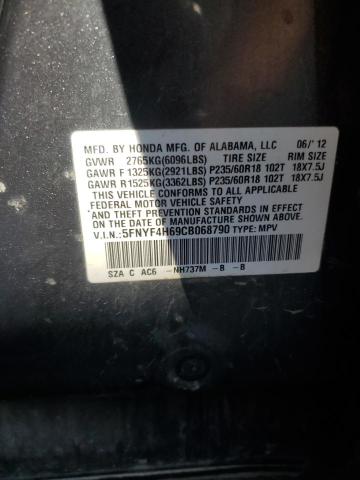 MFD. BY HONDA MFG. OF ALABAMA, LLC 06/'12
GVWR 2765KG(6096LBS) TIRE SIZE RIM SIZE
GAWR F 1325KG(2921LBS) P235/60R18 102T 18X7.5J
GAWR R1525KG(3362LBS) P235/60R18 102T 18X7.5J
THIS VEHICLE CONFORMS TO ALL APPLICABLE
FEDERAL MOTOR VEHICLE SAFETY AND
THEFT PREVENTION STANDARDS IN EFFECT
ON THE DATE OF MANUFACTURE SHOWN ABOVE.
V.I.N.: 5FNYF4H69CB068790 TYPE: MPV
SZA C AC6 -NH737M -B -B